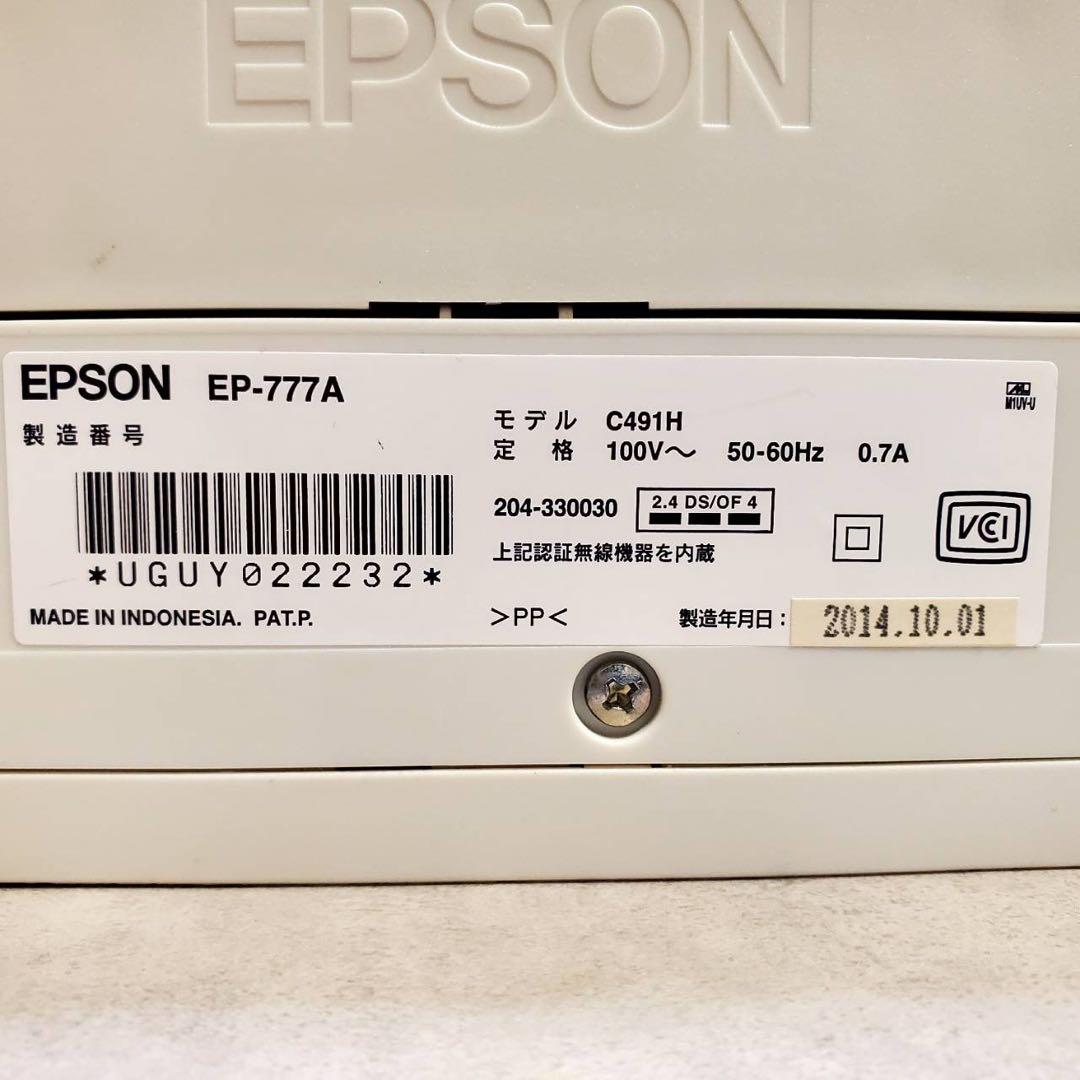 EPSON
EPSON EP-777A
製造番号
*UGUY022232*
MADE IN INDONESIA. PAT.P.
モデル C491H
定格 100V～ 50-60Hz 0.7A
204-330030 2.4 DS/OF 4
上記認証無線機器を内蔵
>PP<
製造年月日： 2014.10.01
M1UV-U
VCCI